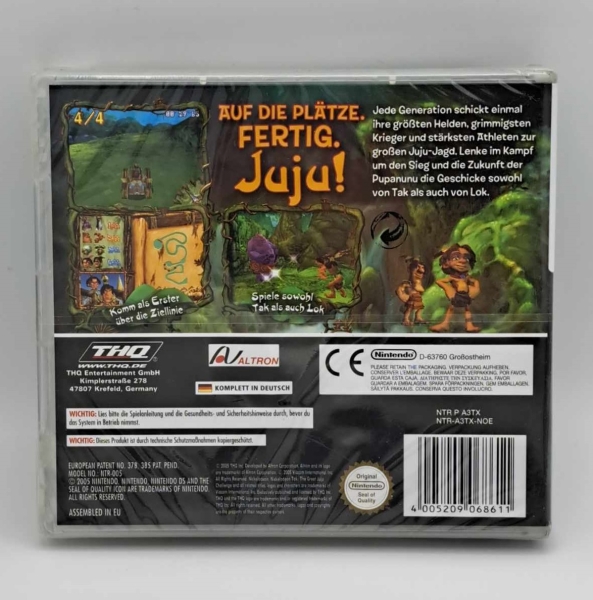 4/4
AUF DIE PLÄTZE.
FERTIG.
Juju!
Jede Generation schickt einmal
ihre größten Helden, grimmigsten
Krieger und stärksten Athleten zur
großen Juju-Jagd. Lenke im Kampf
um den Sieg und die Zukunft der
Pupanunu die Geschicke sowohl
von Tak als auch von Lok.
Komm als Erster
über die Ziellinie
Spiele sowohl
Tak als auch Lok
THQ
WWW.THQ.DE
THQ Entertainment GmbH
Kimplerstraße 278
47807 Krefeld, Germany
ALTRON
KOMPLETT IN DEUTSCH
CE
Nintendo
D-63760 Großostheim
PLEASE RETAIN THE PACKAGING. VERPACKUNG AUFHEBEN.
WICHTIG: Lies bitte die Spielanleitung und die Gesundheits- und Sicherheitshinweise durch, bevor du
das System in Betrieb nimmst.
WICHTIG: Dieses Produkt ist durch technische Schutzmaßnahmen kopiergeschützt.
NTR P A3TX
NTR-A3TX-NOE
EUROPEAN PATENT NO. 378, 385 PAT. PEND.
MODEL NO.: NTR-005
© 2005 NINTENDO, NINTENDO, NINTENDO DS AND THE
SEAL OF QUALITY ICON ARE TRADEMARKS OF NINTENDO.
ALL RIGHTS RESERVED.
ASSEMBLED IN EU
Original
Nintendo
Seal of
Quality
4 005209 068611